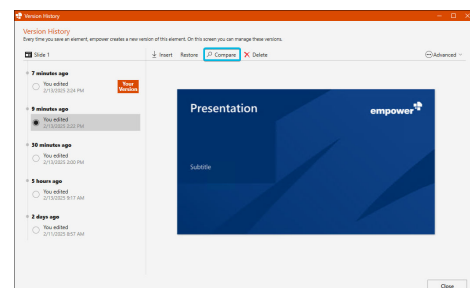 Version History
Version History
Every time you save an element, empower creates a new version of this element. On this screen you can manage these versions.
Slide 1
Insert Restore Compare Delete Advanced
7 minutes ago
You edited
2/13/2025 3:24 PM
Your Version
9 minutes ago
You edited
2/13/2025 3:22 PM
30 minutes ago
You edited
2/13/2025 3:00 PM
5 hours ago
You edited
2/13/2025 9:17 AM
2 days ago
You edited
2/11/2025 8:57 AM
Presentation
empower
Subtitle
Close